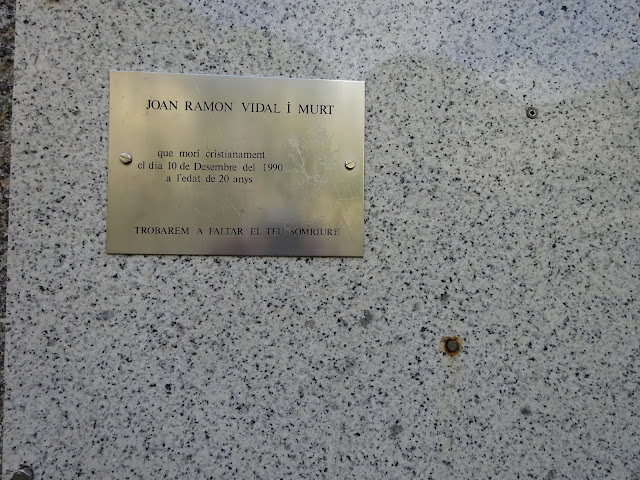 JOAN RAMON VIDAL İ MURT
que morí cristianament
el dia 10 de Desembre del 1990
a l'edat de 20 anys
TROBAREM A FALTAR EL TEU SOMRIURE